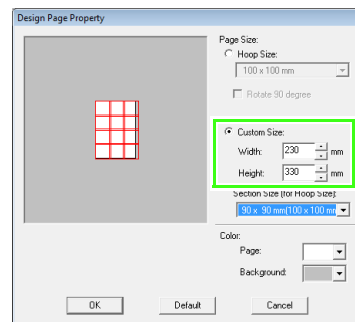 Design Page Property
Page Size:
Hoop Size:
100 x 100 mm
Rotate 90 degree
Custom Size:
Width: 230 mm
Height: 330 mm
Section Size (for Hoop Size):
90 x 90 mm(100 x 100 mm
Color:
Page:
Background:
OK Default Cancel